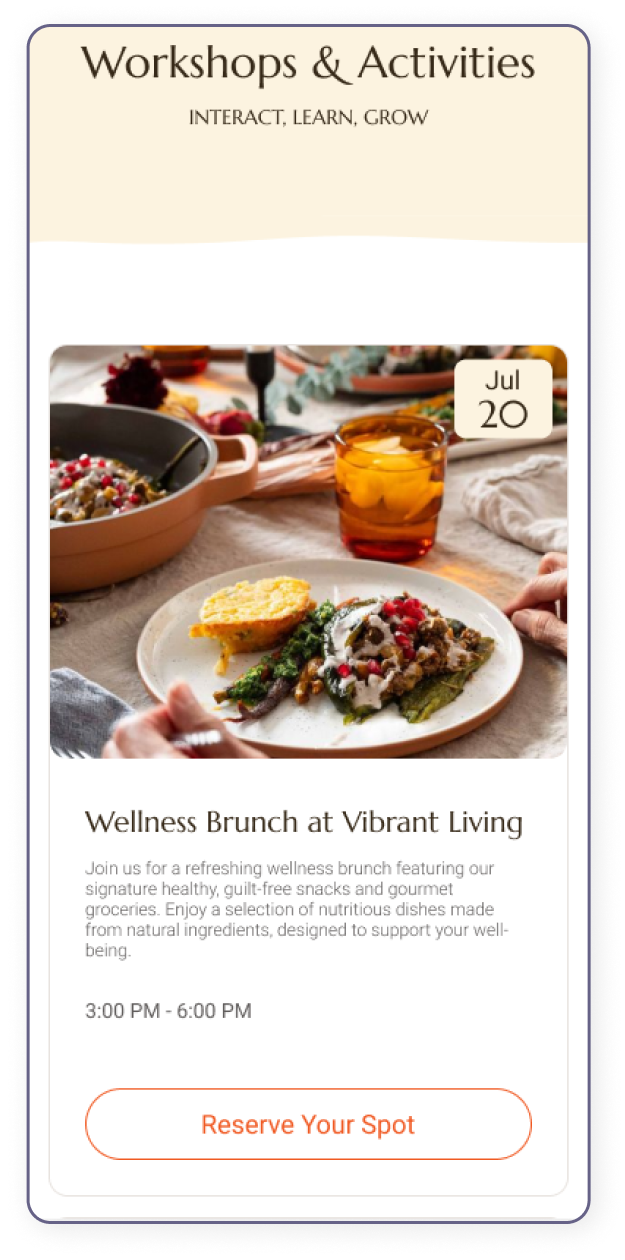 Workshops & Activities
INTERACT, LEARN, GROW
Jul
20
Wellness Brunch at Vibrant Living
Join us for a refreshing wellness brunch featuring our
signature healthy, guilt-free snacks and gourmet
groceries. Enjoy a selection of nutritious dishes made
from natural ingredients, designed to support your well-
being.
3:00 PM - 6:00 PM
Reserve Your Spot